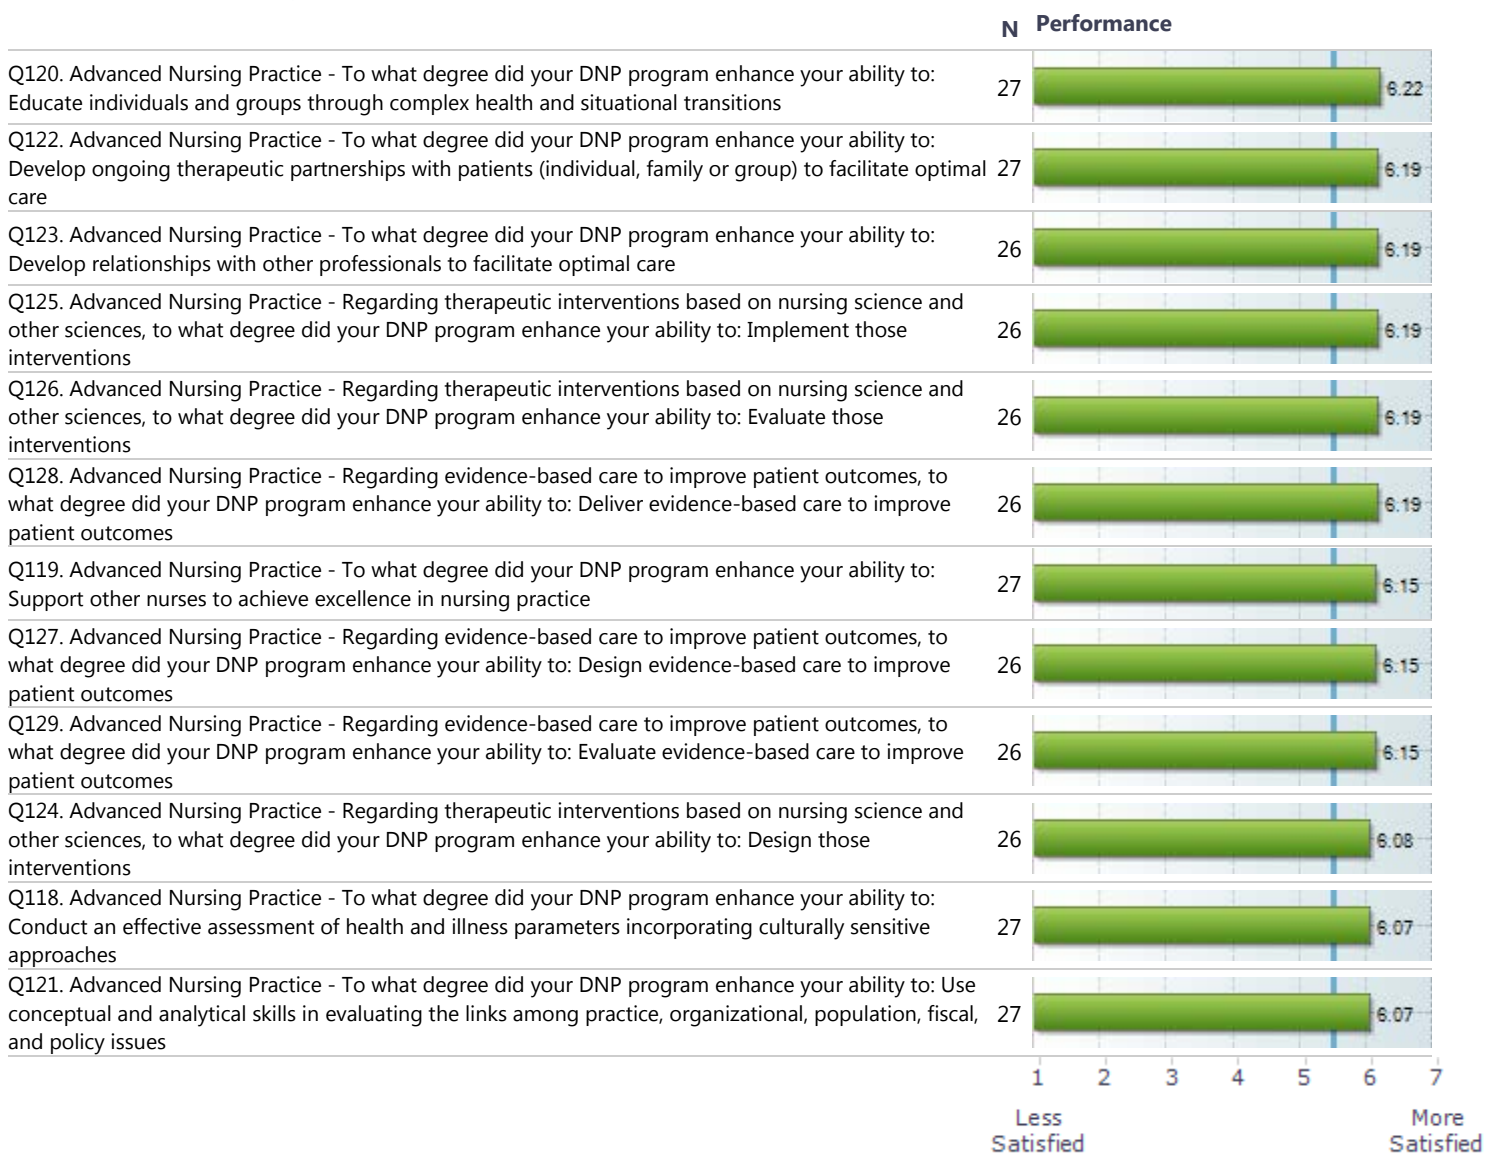 N Performance
Q120. Advanced Nursing Practice - To what degree did your DNP program enhance your ability to:
Educate individuals and groups through complex health and situational transitions
27
6.22
Q122. Advanced Nursing Practice - To what degree did your DNP program enhance your ability to:
Develop ongoing therapeutic partnerships with patients (individual, family or group) to facilitate optimal
care
27
6.19
Q123. Advanced Nursing Practice - To what degree did your DNP program enhance your ability to:
Develop relationships with other professionals to facilitate optimal care
26
6.19
Q125. Advanced Nursing Practice - Regarding therapeutic interventions based on nursing science and
other sciences, to what degree did your DNP program enhance your ability to: Implement those
interventions
26
6.19
Q126. Advanced Nursing Practice - Regarding therapeutic interventions based on nursing science and
other sciences, to what degree did your DNP program enhance your ability to: Evaluate those
interventions
26
6.19
Q128. Advanced Nursing Practice - Regarding evidence-based care to improve patient outcomes, to
what degree did your DNP program enhance your ability to: Deliver evidence-based care to improve
patient outcomes
26
6.19
Q119. Advanced Nursing Practice - To what degree did your DNP program enhance your ability to:
Support other nurses to achieve excellence in nursing practice
27
6.15
Q127. Advanced Nursing Practice - Regarding evidence-based care to improve patient outcomes, to
what degree did your DNP program enhance your ability to: Design evidence-based care to improve
patient outcomes
26
6.15
Q129. Advanced Nursing Practice - Regarding evidence-based care to improve patient outcomes, to
what degree did your DNP program enhance your ability to: Evaluate evidence-based care to improve
patient outcomes
26
6.15
Q124. Advanced Nursing Practice - Regarding therapeutic interventions based on nursing science and
other sciences, to what degree did your DNP program enhance your ability to: Design those
interventions
26
6.08
Q118. Advanced Nursing Practice - To what degree did your DNP program enhance your ability to:
Conduct an effective assessment of health and illness parameters incorporating culturally sensitive
approaches
27
6.07
Q121. Advanced Nursing Practice - To what degree did your DNP program enhance your ability to: Use
conceptual and analytical skills in evaluating the links among practice, organizational, population, fiscal,
and policy issues
27
6.07
1 2 3 4 5 6 7
Less More
Satisfied Satisfied